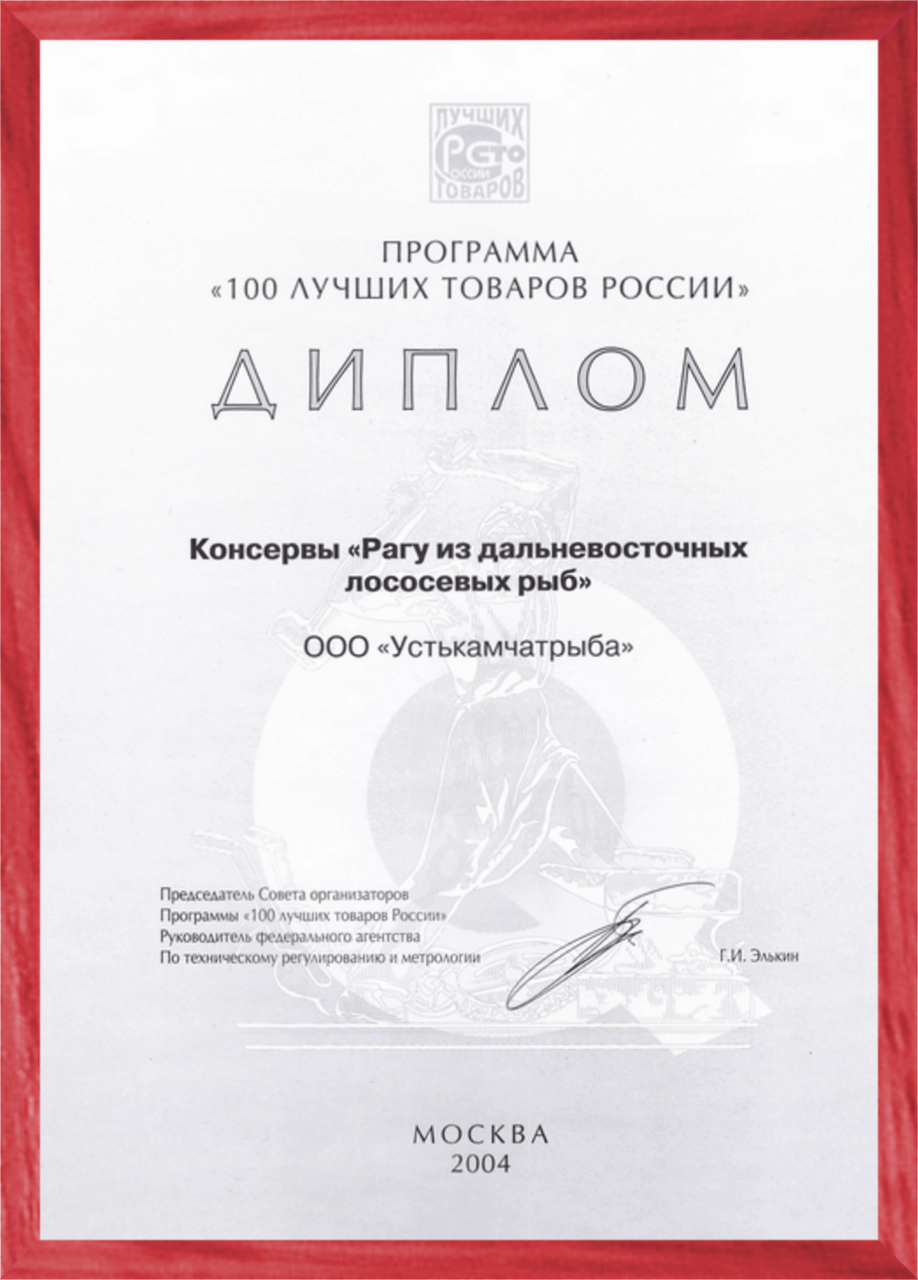 ЛУЧШИХ
РСТО
РОССИИ
ТОВАРОВ
ПРОГРАММА
«100 ЛУЧШИХ ТОВАРОВ РОССИИ»
ДИПЛОМ
Консервы «Рагу из дальневосточных
лососевых рыб»
ООО «Устькамчатрыба»
Председатель Совета организаторов
Программы «100 лучших товаров России»
Руководитель федерального агентства
По техническому регулированию и метрологии
Г.И. Элькин
МОСКВА
2004